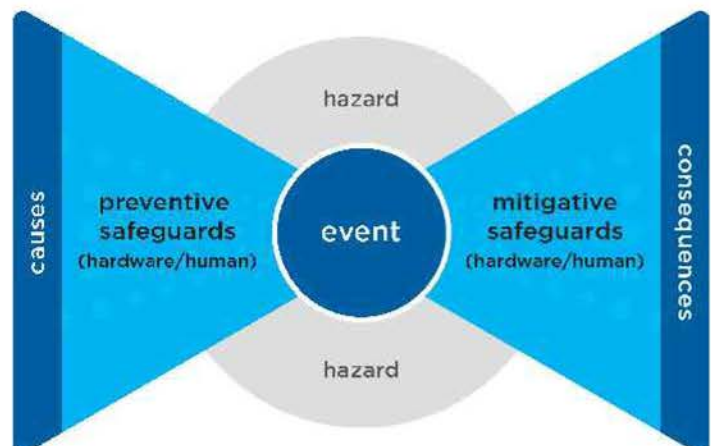 hazard
causes
preventive
safeguards
(hardware/human)
event
mitigative
safeguards
(hardware/human)
consequences
hazard